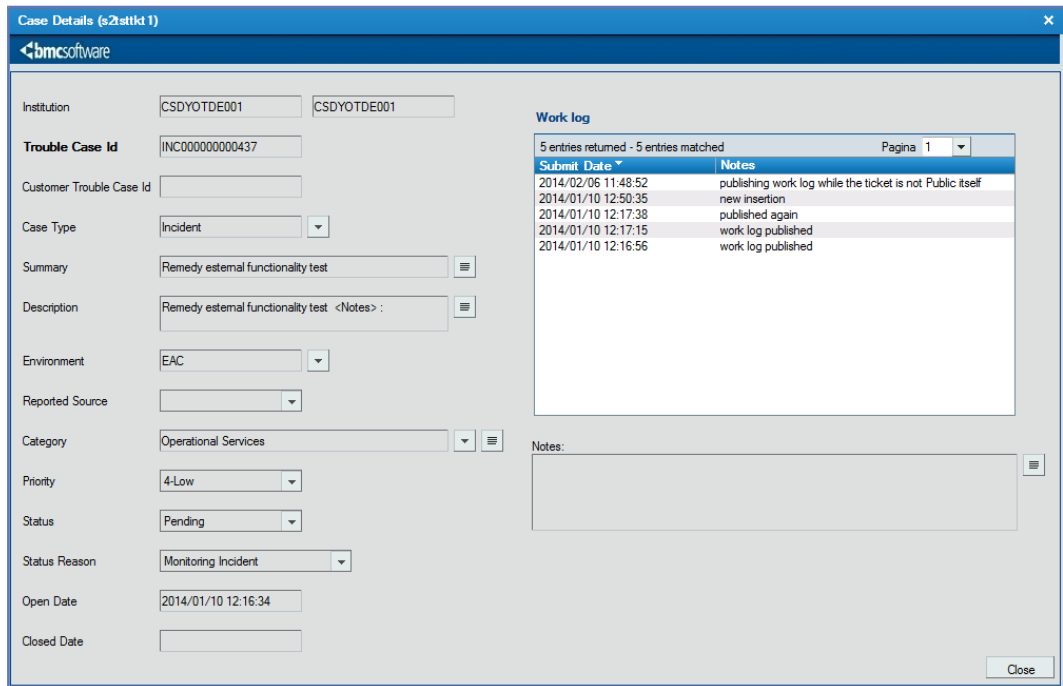 Case Details (s2tsttkt1)
bmcsoftware
Institution CSDYOTDE001 CSDYOTDE001
Trouble Case Id INC000000000437
Customer Trouble Case Id
Case Type Incident
Summary Remedy esternal functionality test
Description Remedy esternal functionality test <Notes> :
Environment EAC
Reported Source
Category Operational Services
Priority 4-Low
Status Pending
Status Reason Monitoring Incident
Open Date 2014/01/10 12:16:34
Closed Date
Work log
5 entries returned - 5 entries matched Pagina 1
Submit Date Notes
2014/02/06 11:48:52 publishing work log while the ticket is not Public itself
2014/01/10 12:50:35 new insertion
2014/01/10 12:17:38 published again
2014/01/10 12:17:15 work log published
2014/01/10 12:16:56 work log published
Notes:
Close